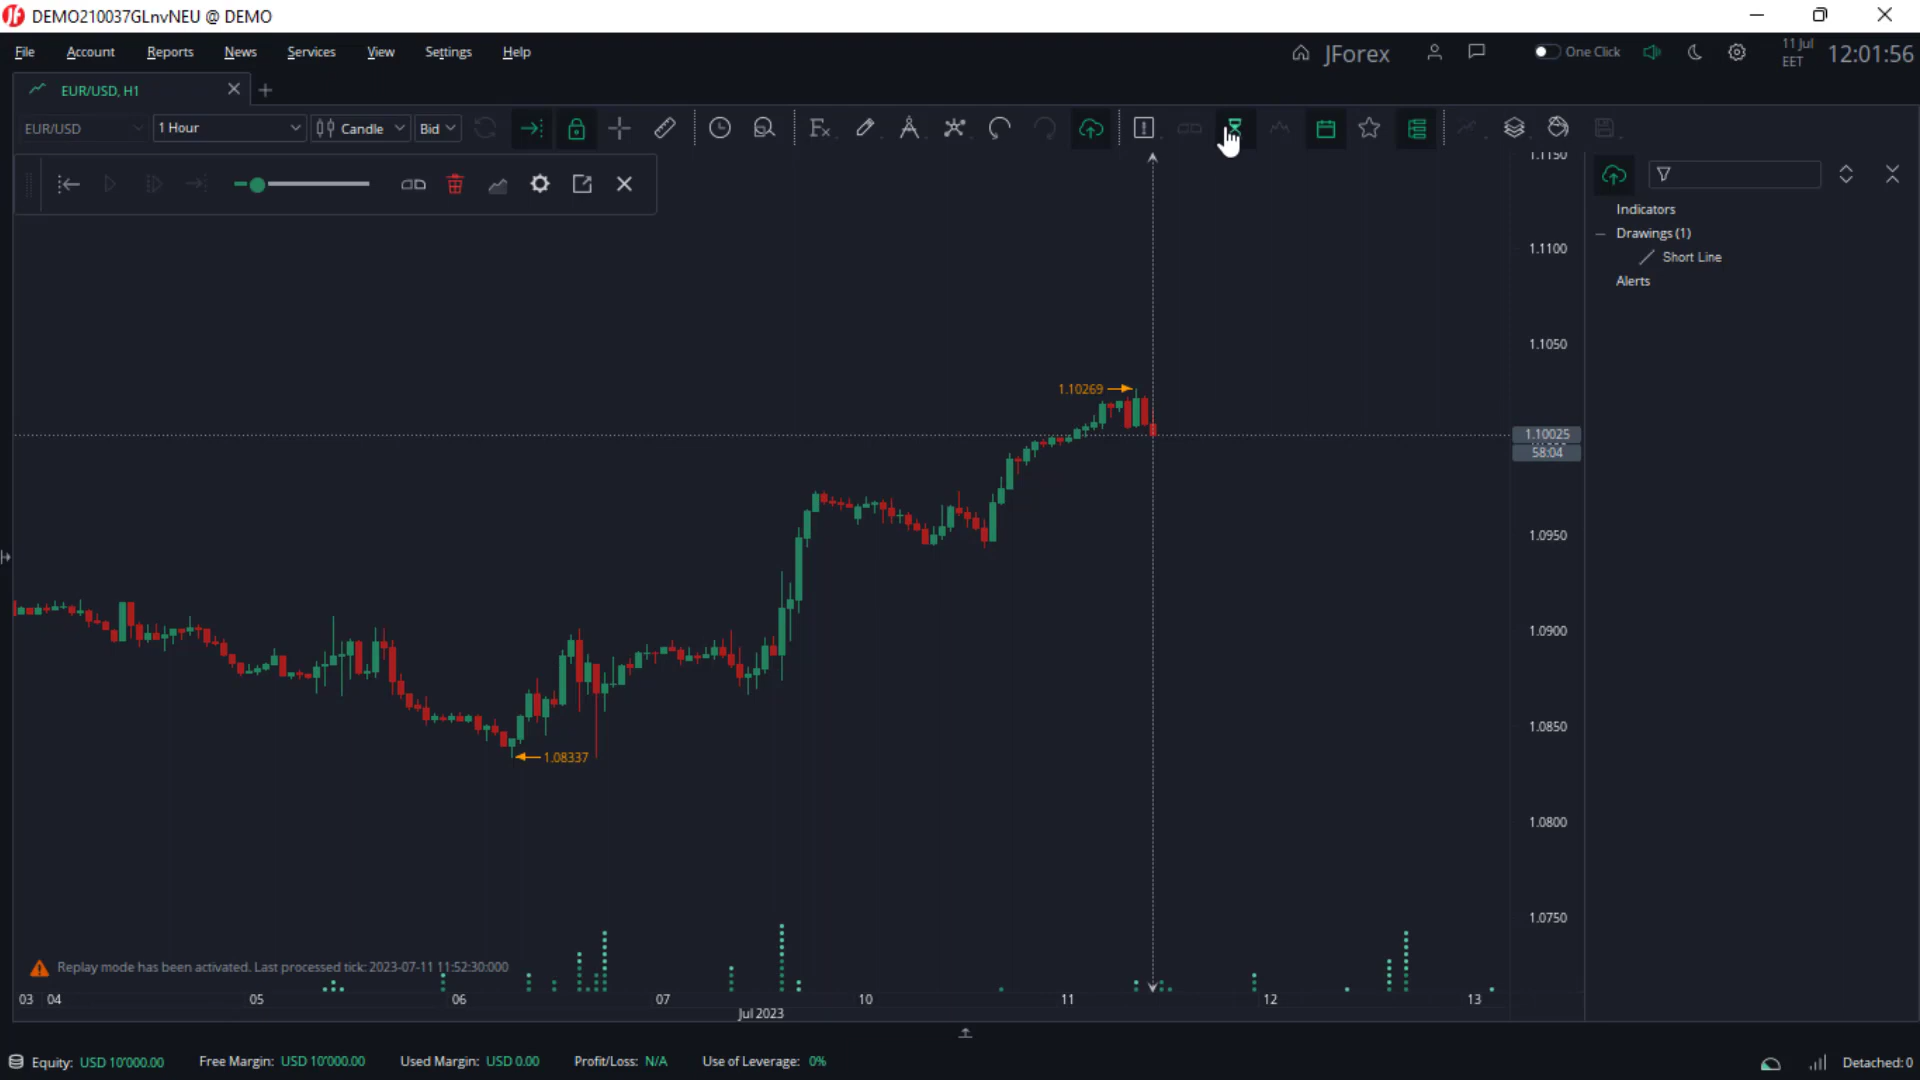 DEMO210037GLnvNEU @ DEMO
File Account Reports News Services View Settings Help
JForex
One Click
11 Jul
EET
12:01:56
EUR/USD, H1
EUR/USD
1 Hour
Candle
Bid
1.1150
1.1100
1.1050
1.10025
58:04
1.0950
1.0900
1.0850
1.0800
1.0750
Indicators
Drawings (1)
Short Line
Alerts
1.10269
1.08337
Replay mode has been activated. Last processed tick: 2023-07-11 11:52:30:000
03 04 05 06 07 10 11 12 13
Jul 2023
Equity: USD 10'000.00 Free Margin: USD 10'000.00 Used Margin: USD 0.00 Profit/Loss: N/A Use of Leverage: 0%
Detached: 0